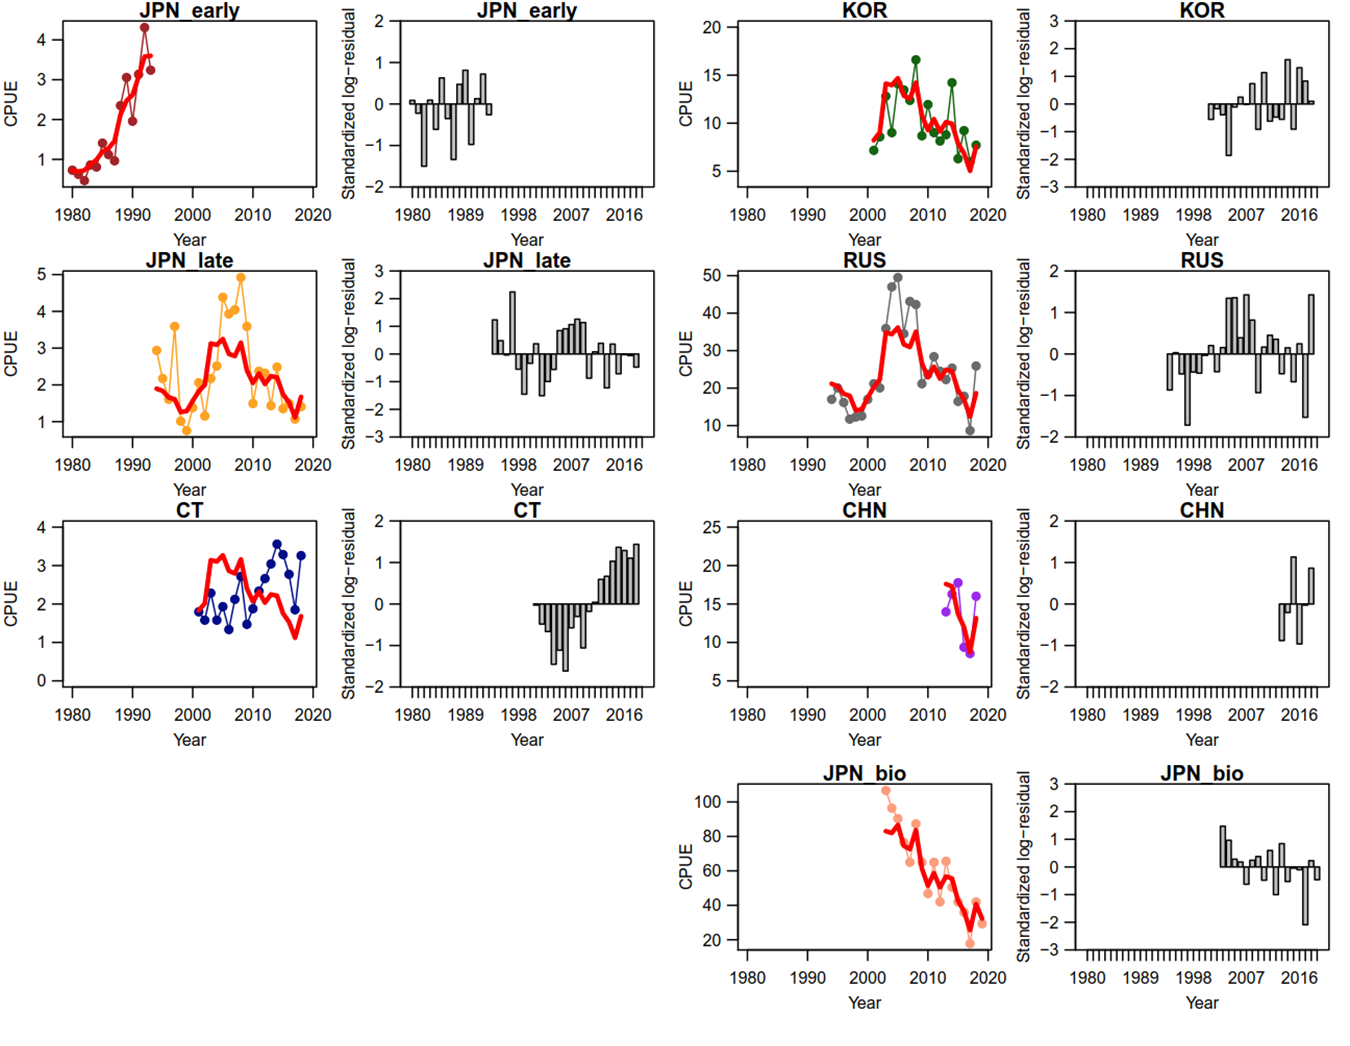 JPN_early
CPUE
4
3
2
1
1980 1990 2000 2010 2020
Year
JPN_early
Standardized log−residual
2
1
0
−1
−2
1980 1989 1998 2007 2016
Year
KOR
CPUE
20
15
10
5
1980 1990 2000 2010 2020
Year
KOR
Standardized log−residual
3
2
1
0
−1
−2
−3
1980 1989 1998 2007 2016
Year
JPN_late
CPUE
5
4
3
2
1
1980 1990 2000 2010 2020
Year
JPN_late
Standardized log−residual
3
2
1
0
−1
−2
−3
1980 1989 1998 2007 2016
Year
RUS
CPUE
50
40
30
20
10
1980 1990 2000 2010 2020
Year
RUS
Standardized log−residual
2
1
0
−1
−2
1980 1989 1998 2007 2016
Year
CT
CPUE
4
3
2
1
0
1980 1990 2000 2010 2020
Year
CT
Standardized log−residual
2
1
0
−1
−2
1980 1989 1998 2007 2016
Year
CHN
CPUE
25
20
15
10
5
1980 1990 2000 2010 2020
Year
CHN
Standardized log−residual
2
1
0
−1
−2
1980 1989 1998 2007 2016
Year
JPN_bio
CPUE
100
80
60
40
20
1980 1990 2000 2010 2020
Year
JPN_bio
Standardized log−residual
3
2
1
0
−1
−2
−3
1980 1989 1998 2007 2016
Year